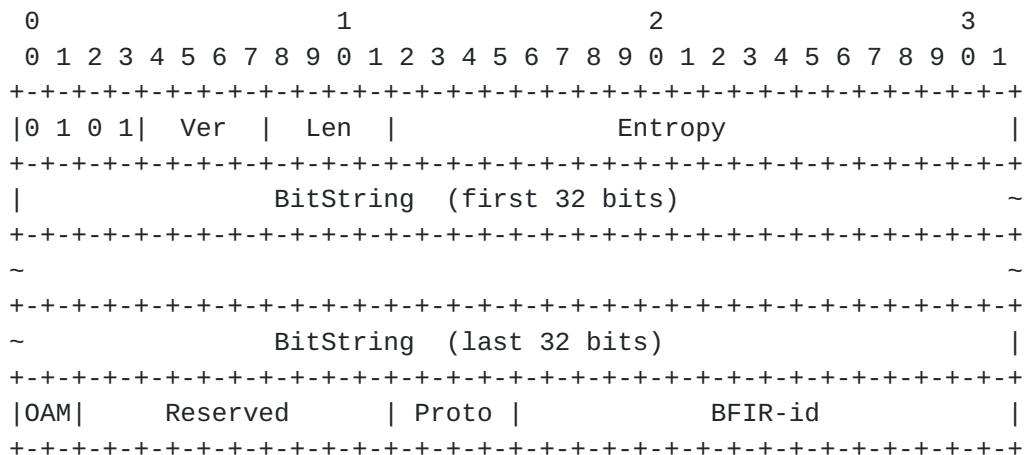 0                   1                   2                   3
 0 1 2 3 4 5 6 7 8 9 0 1 2 3 4 5 6 7 8 9 0 1 2 3 4 5 6 7 8 9 0 1
+-+-+-+-+-+-+-+-+-+-+-+-+-+-+-+-+-+-+-+-+-+-+-+-+-+-+-+-+-+-+-+-+
|0 1 0 1|  Ver  |  Len  |              Entropy                  |
+-+-+-+-+-+-+-+-+-+-+-+-+-+-+-+-+-+-+-+-+-+-+-+-+-+-+-+-+-+-+-+-+
|                BitString  (first 32 bits)                     ~
+-+-+-+-+-+-+-+-+-+-+-+-+-+-+-+-+-+-+-+-+-+-+-+-+-+-+-+-+-+-+-+-+
~                                                               ~
+-+-+-+-+-+-+-+-+-+-+-+-+-+-+-+-+-+-+-+-+-+-+-+-+-+-+-+-+-+-+-+-+
~                BitString  (last 32 bits)                      |
+-+-+-+-+-+-+-+-+-+-+-+-+-+-+-+-+-+-+-+-+-+-+-+-+-+-+-+-+-+-+-+-+
|OAM|     Reserved      | Proto |            BFIR-id            |
+-+-+-+-+-+-+-+-+-+-+-+-+-+-+-+-+-+-+-+-+-+-+-+-+-+-+-+-+-+-+-+-+